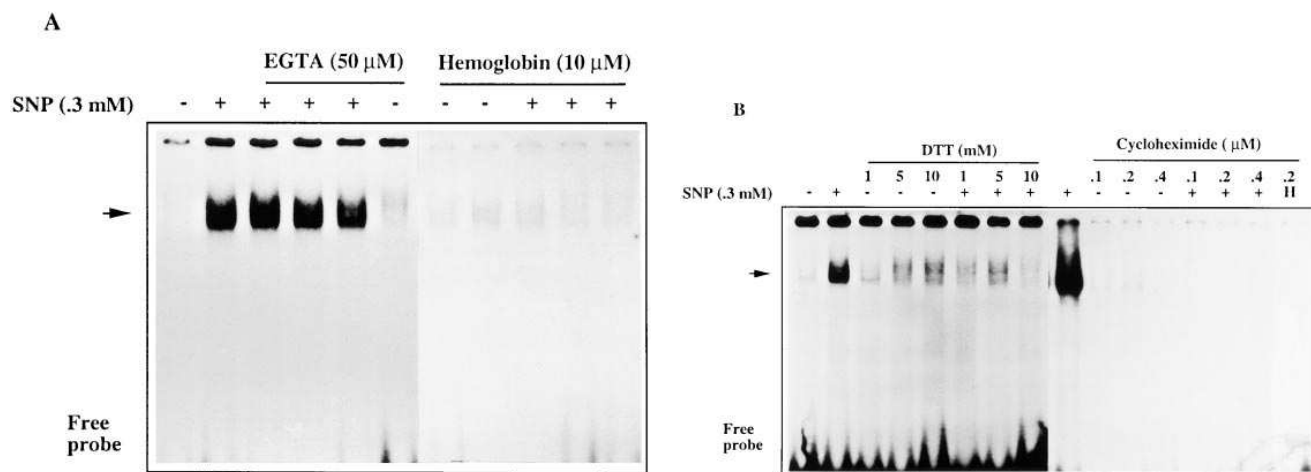 A
EGTA (50 µM) Hemoglobin (10 µM)
SNP (.3 mM) - + + + + - - - + + +
Free
probe
B
DTT (mM) Cycloheximide ( µM)
1 5 10 1 5 10 .1 .2 .4 .1 .2 .4 .2
SNP (.3 mM) - + - - - + + + + - - - + + + H
Free
probe